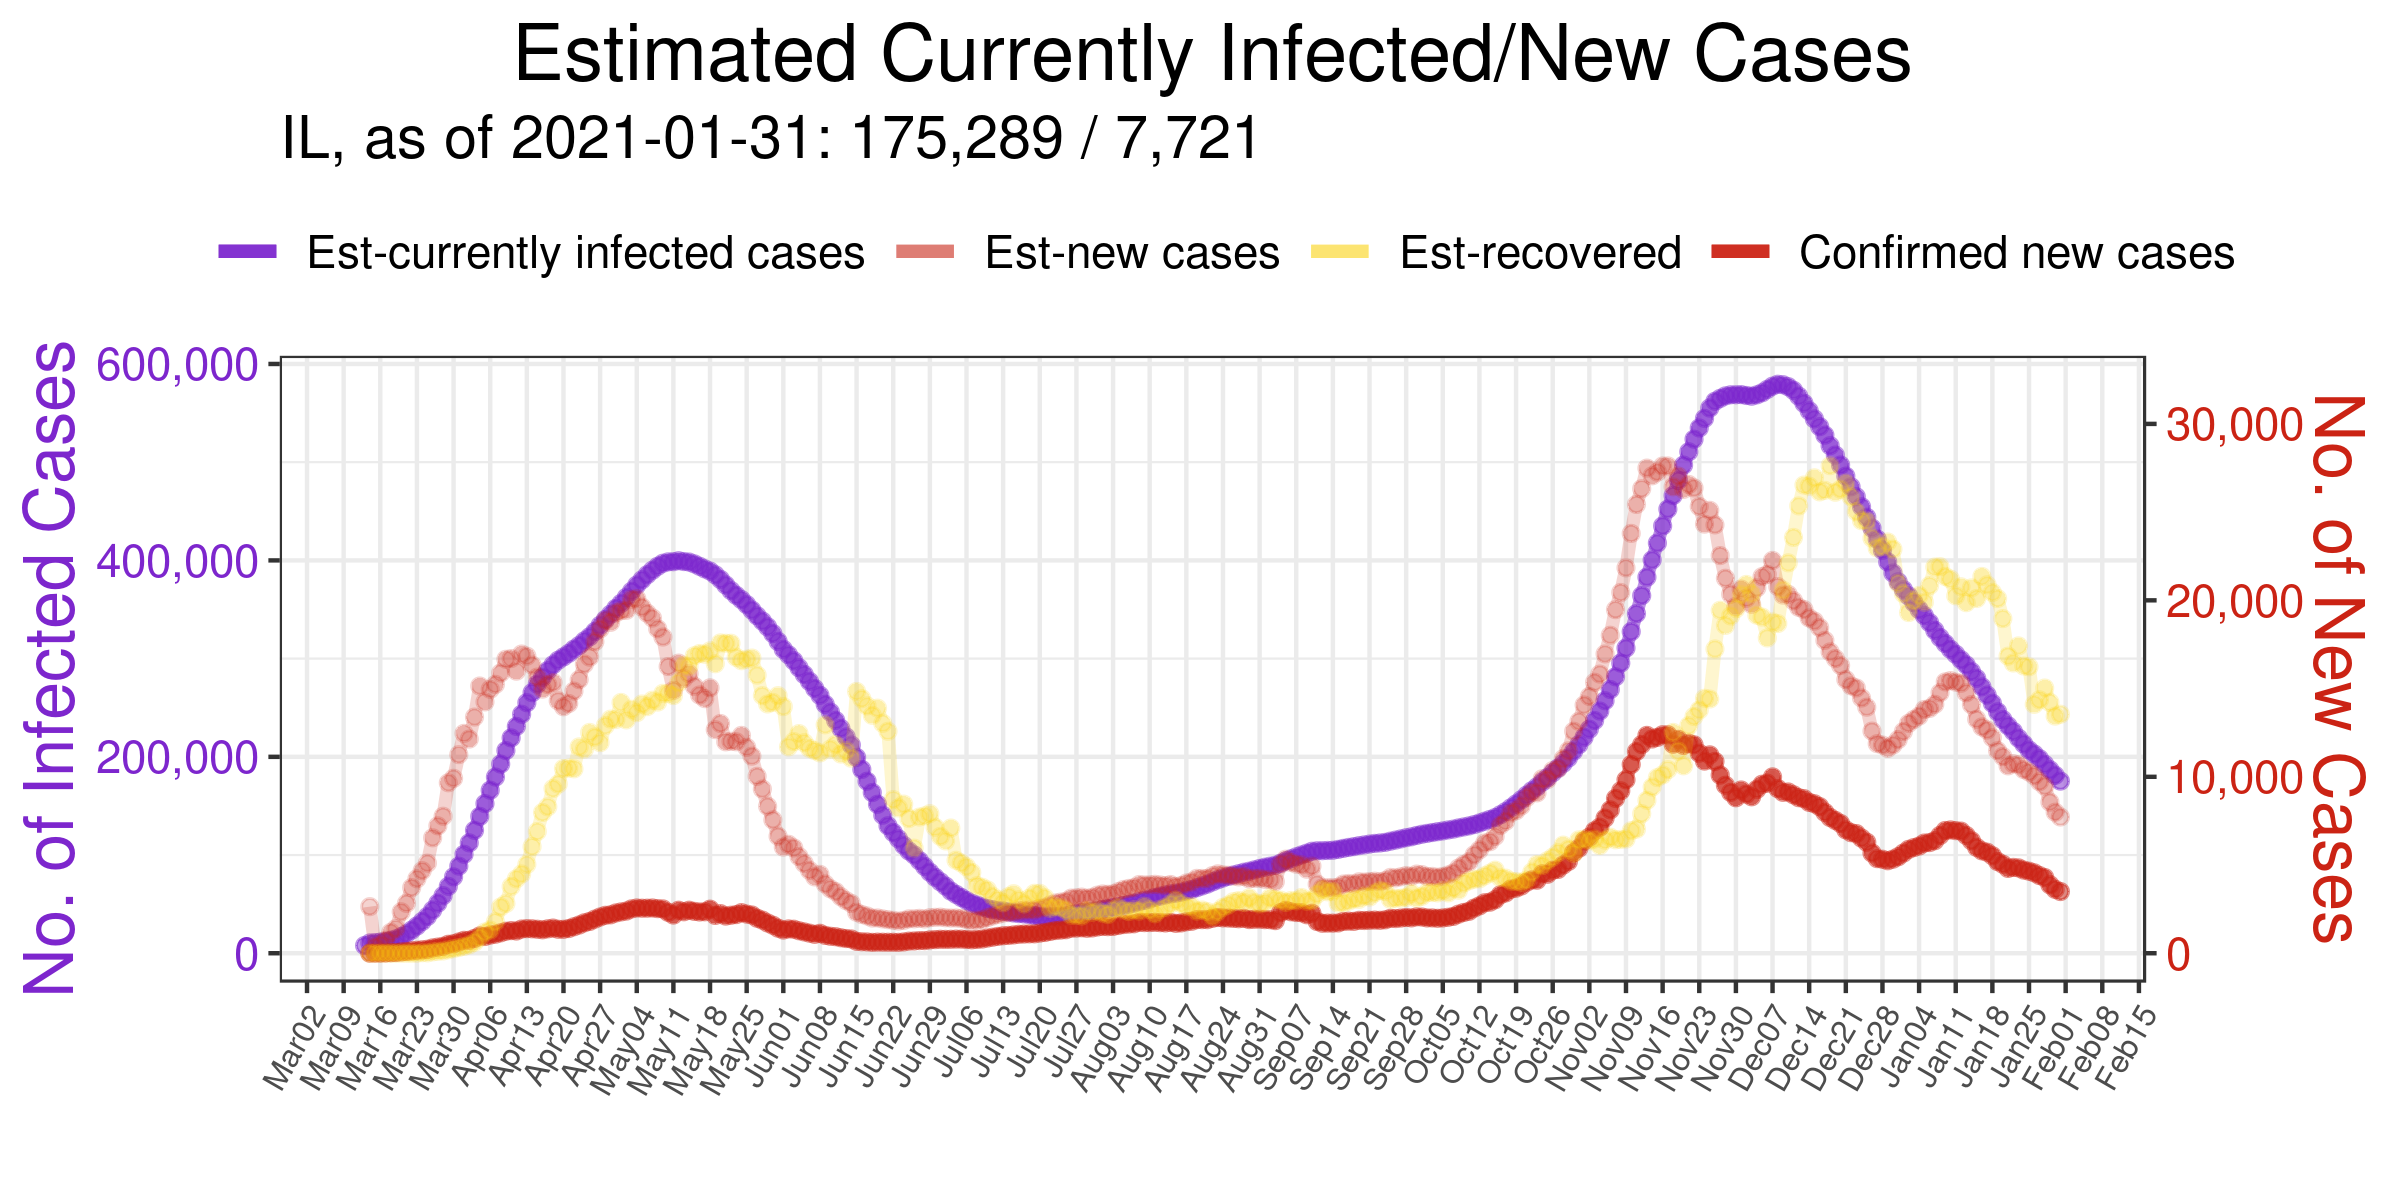 Estimated Currently Infected/New Cases
IL, as of 2021-01-31: 175,289 / 7,721
Est-currently infected cases
Est-new cases
Est-recovered
Confirmed new cases
No. of Infected Cases
600,000
400,000
200,000
0
30,000
20,000
10,000
0
No. of New Cases
Mar02
Mar09
Mar16
Mar23
Mar30
Apr06
Apr13
Apr20
Apr27
May04
May11
May18
May25
Jun01
Jun08
Jun15
Jun22
Jun29
Jul06
Jul13
Jul20
Jul27
Aug03
Aug10
Aug17
Aug24
Aug31
Sep07
Sep14
Sep21
Sep28
Oct05
Oct12
Oct19
Oct26
Nov02
Nov09
Nov16
Nov23
Nov30
Dec07
Dec14
Dec21
Dec28
Jan04
Jan11
Jan18
Jan25
Feb01
Feb08
Feb15